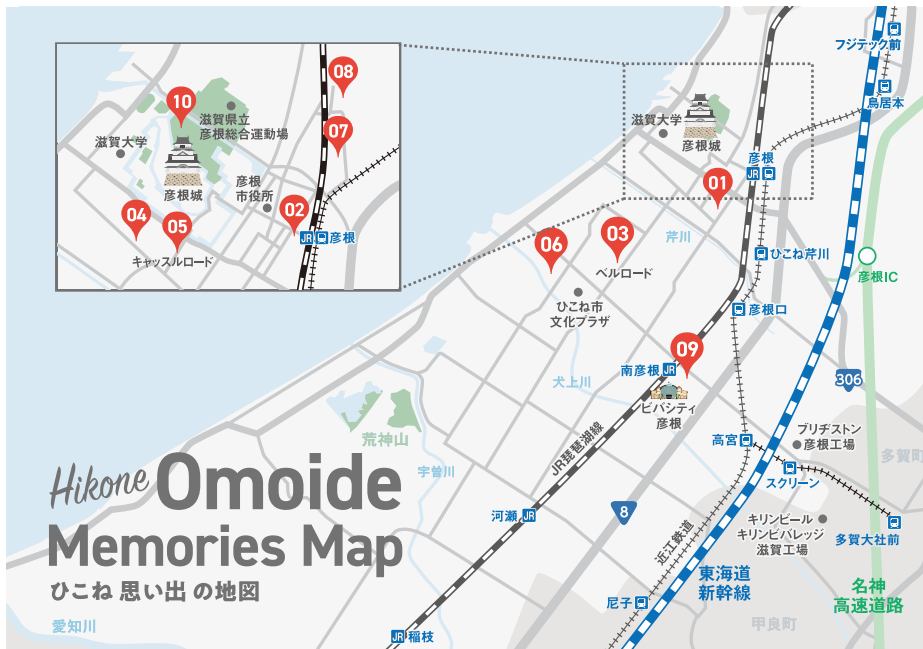 フジテック前
鳥居本
08
10
滋賀県立
彦根総合運動場
07
滋賀大学
彦根城
彦根
市役所
04
05
02
JR 彦根
キャッスルロード
滋賀大学
彦根城
彦根
JR
01
06
03
芹川
ベルロード
ひこね芹川
彦根IC
ひこね市
文化プラザ
彦根口
09
南彦根 JR
犬上川
306
ビバシティ
彦根
荒神山
ブリヂストン
彦根工場
高宮
多賀町
JR琵琶湖線
宇曽川
スクリーン
Hikone Omoide
Memories Map
ひこね 思い出 の地図
河瀬 JR
8
キリンビール
キリンビバレッジ
滋賀工場
多賀大社前
近江鉄道
東海道
新幹線
名神
高速道路
尼子
甲良町
愛知川
JR 稲枝